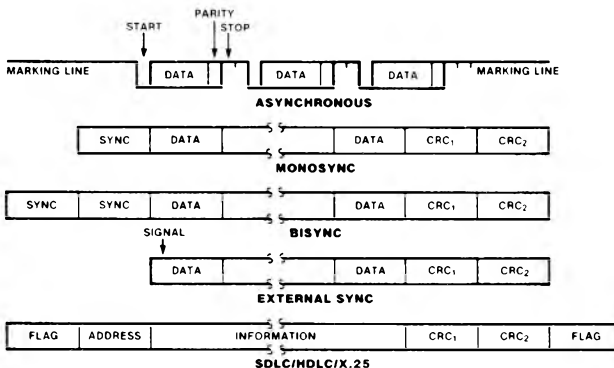 PARITY
START STOP
MARKING LINE DATA DATA DATA MARKING LINE
ASYNCHRONOUS
SYNC DATA DATA CRC₁ CRC₂
MONOSYNC
SYNC SYNC DATA DATA CRC₁ CRC₂
BISYNC
SIGNAL
DATA DATA CRC₁ CRC₂
EXTERNAL SYNC
FLAG ADDRESS INFORMATION CRC₁ CRC₂ FLAG
SDLC/HDLC/X.25